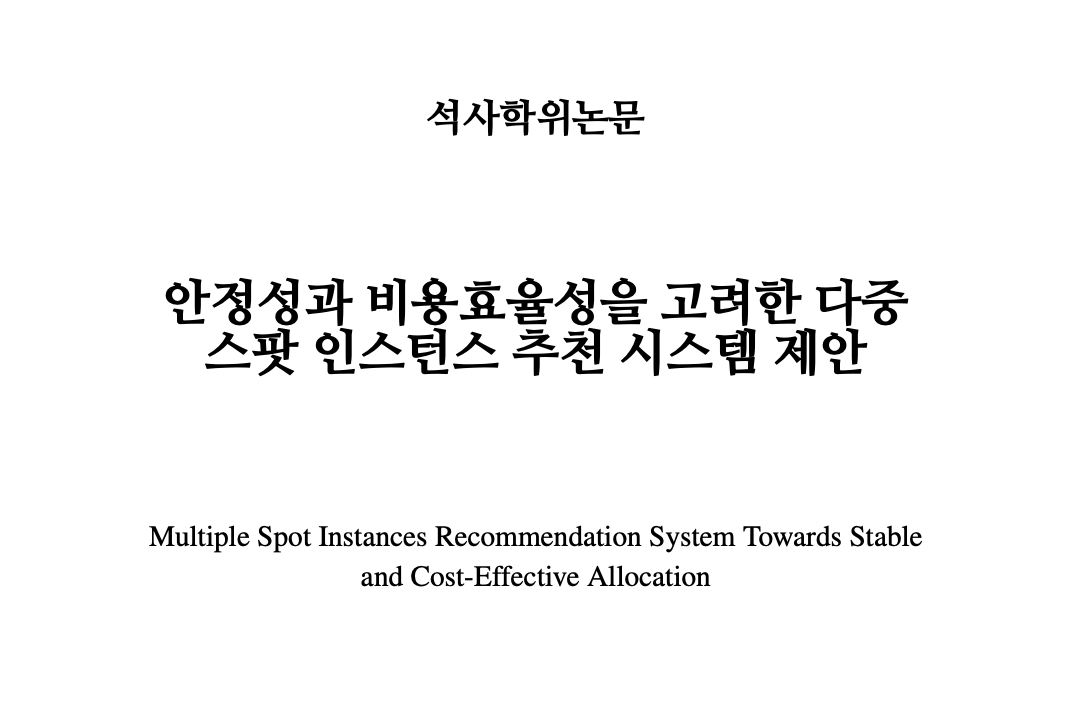 석사학위논문
안정성과 비용효율성을 고려한 다중
스팟 인스턴스 추천 시스템 제안
Multiple Spot Instances Recommendation System Towards Stable
and Cost-Effective Allocation